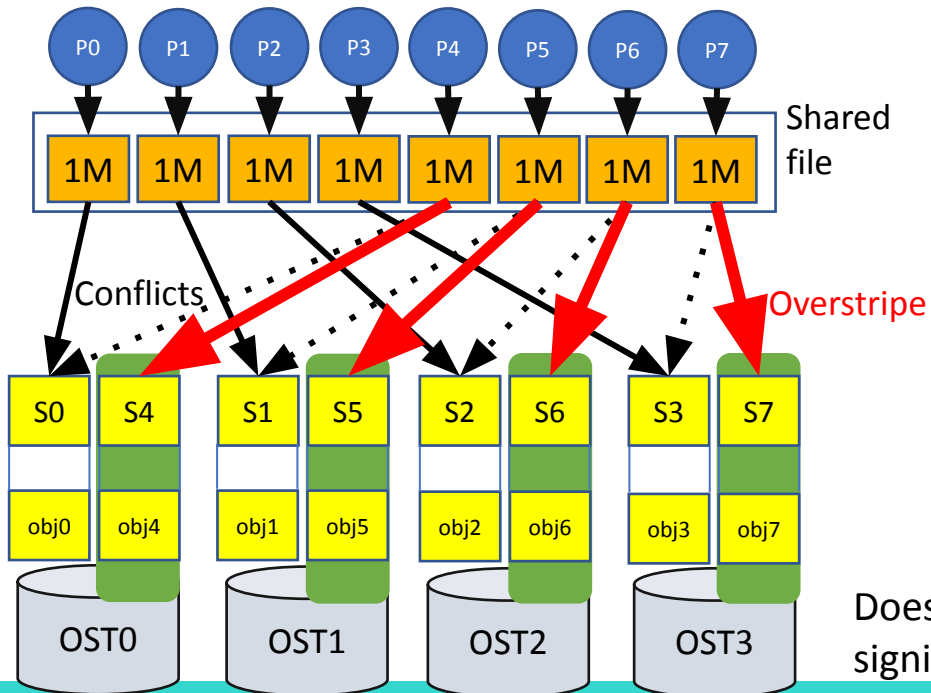 P0 P1 P2 P3 P4 P5 P6 P7
Shared
file
1M 1M 1M 1M 1M 1M 1M 1M
Conflicts
Overstripe
S0 S4 S1 S5 S2 S6 S3 S7
obj0 obj4 obj1 obj5 obj2 obj6 obj3 obj7
OST0 OST1 OST2 OST3
Does
signi